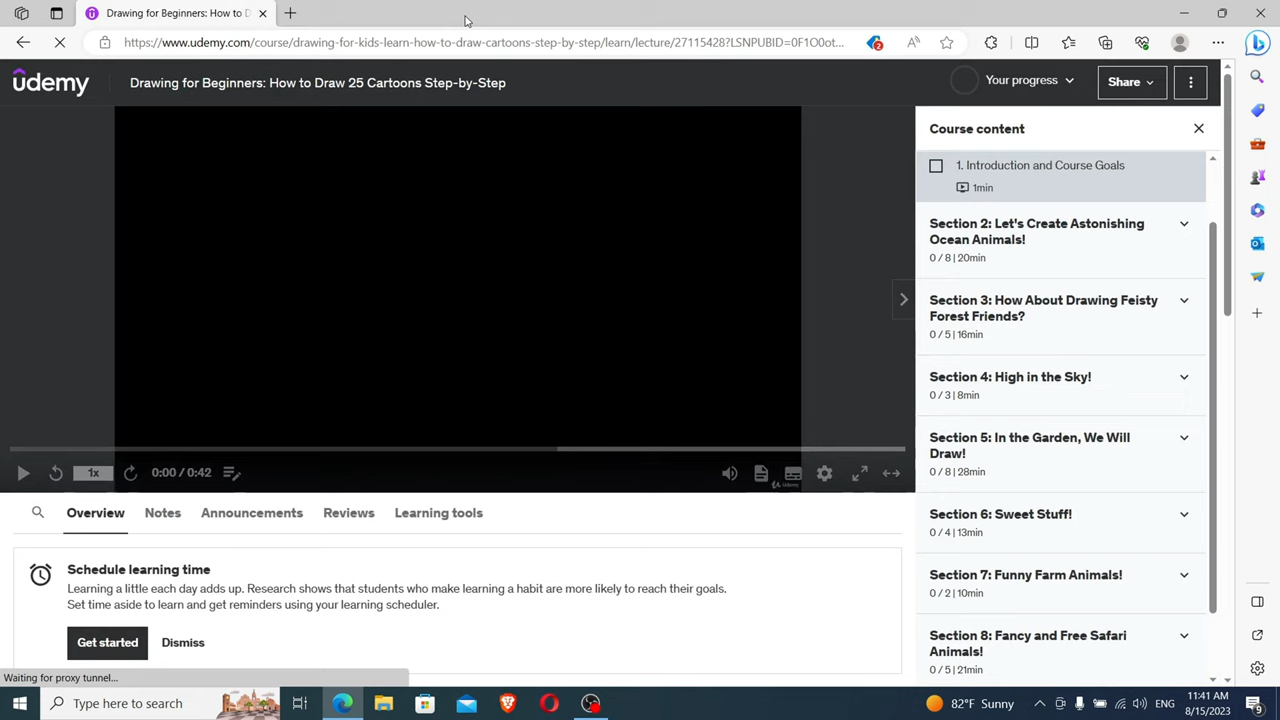 Drawing for Beginners: How to D
https://www.udemy.com/course/drawing-for-kids-learn-how-to-draw-cartoons-step-by-step/learn/lecture/27115428?LSNPUBID=0F1O0ot...
2
udemy
Drawing for Beginners: How to Draw 25 Cartoons Step-by-Step
Your progress
Share
Course content
1. Introduction and Course Goals
1min
Section 2: Let's Create Astonishing
Ocean Animals!
0 / 8 | 20min
Section 3: How About Drawing Feisty
Forest Friends?
0 / 5 | 16min
Section 4: High in the Sky!
0 / 3 | 8min
Section 5: In the Garden, We Will
Draw!
0 / 8 | 28min
Section 6: Sweet Stuff!
0 / 4 | 13min
Section 7: Funny Farm Animals!
0 / 2 | 10min
Section 8: Fancy and Free Safari
Animals!
0 / 5 | 21min
1x
0:00 / 0:42
Udemy
Overview
Notes
Announcements
Reviews
Learning tools
Schedule learning time
Learning a little each day adds up. Research shows that students who make learning a habit are more likely to reach their goals.
Set time aside to learn and get reminders using your learning scheduler.
Get started
Dismiss
Waiting for proxy tunnel...
Type here to search
82°F Sunny
ENG
11:41 AM
8/15/2023
9